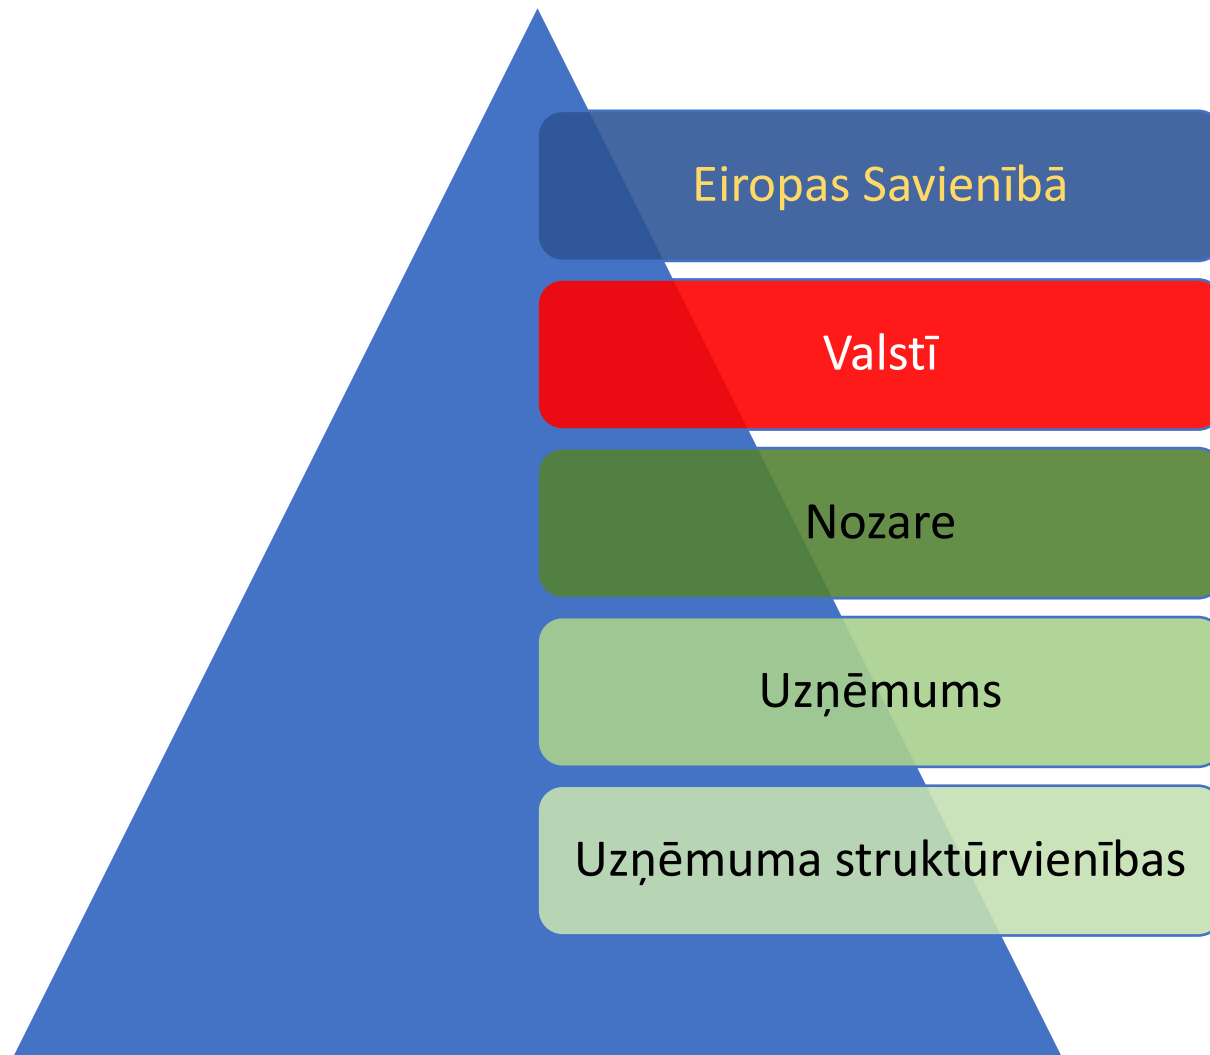 Eiropas Savienībā
Valstī
Nozare
Uzņēmums
Uzņēmuma struktūrvienības